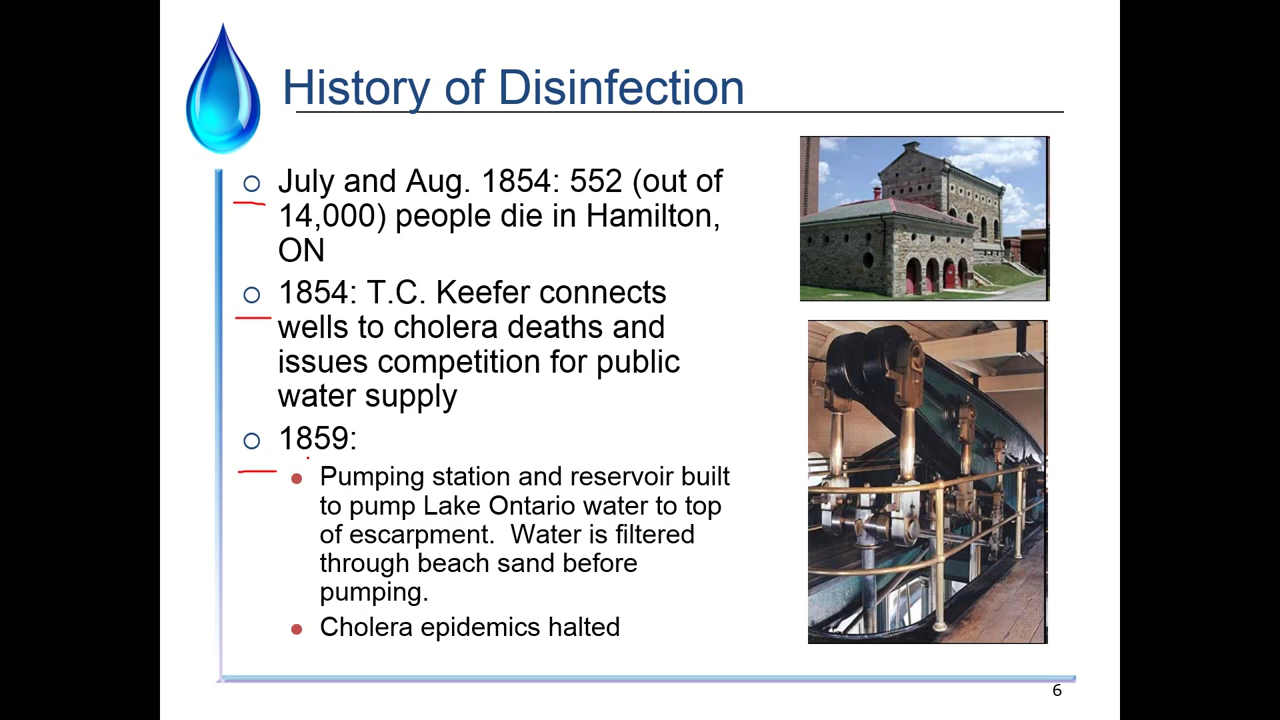 History of Disinfection
July and Aug. 1854: 552 (out of
14,000) people die in Hamilton,
ON
1854: T.C. Keefer connects
wells to cholera deaths and
issues competition for public
water supply
1859:
Pumping station and reservoir built
to pump Lake Ontario water to top
of escarpment.  Water is filtered
through beach sand before
pumping.
Cholera epidemics halted
6